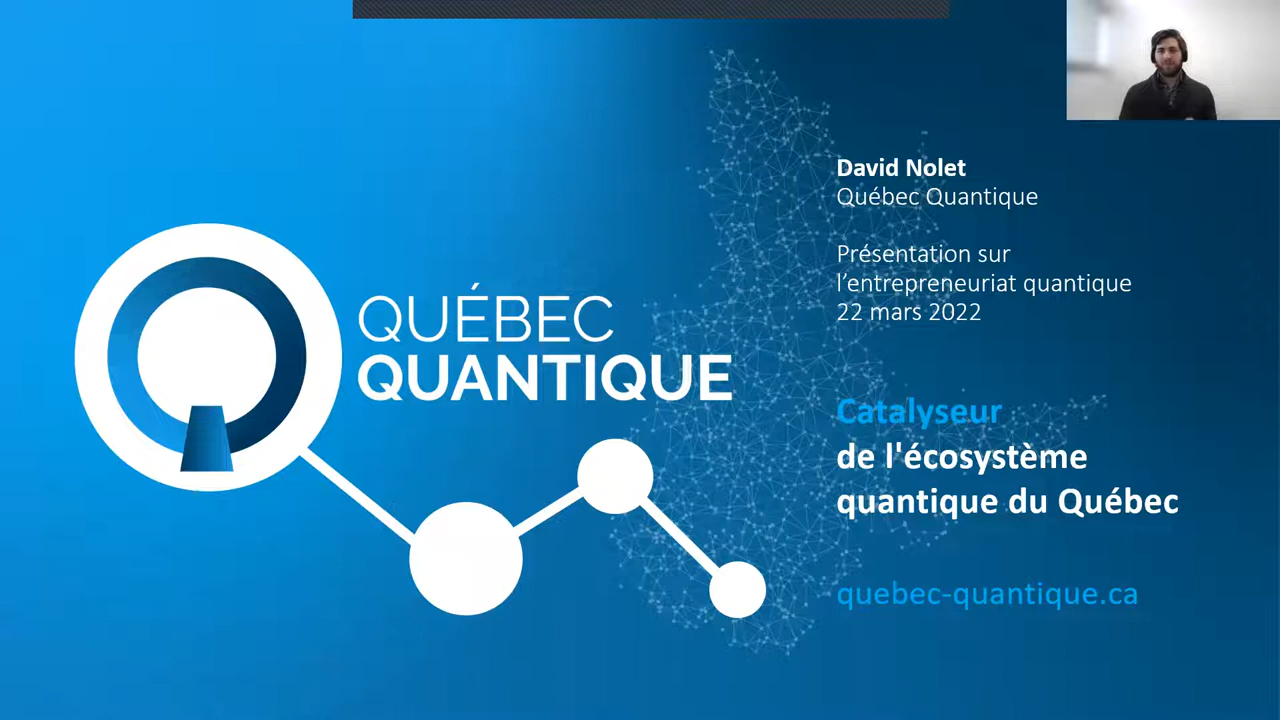 QUÉBEC
QUANTIQUE
David Nolet
Québec Quantique
Présentation sur
l’entrepreneuriat quantique
22 mars 2022
Catalyseur
de l'écosystème
quantique du Québec
quebec-quantique.ca